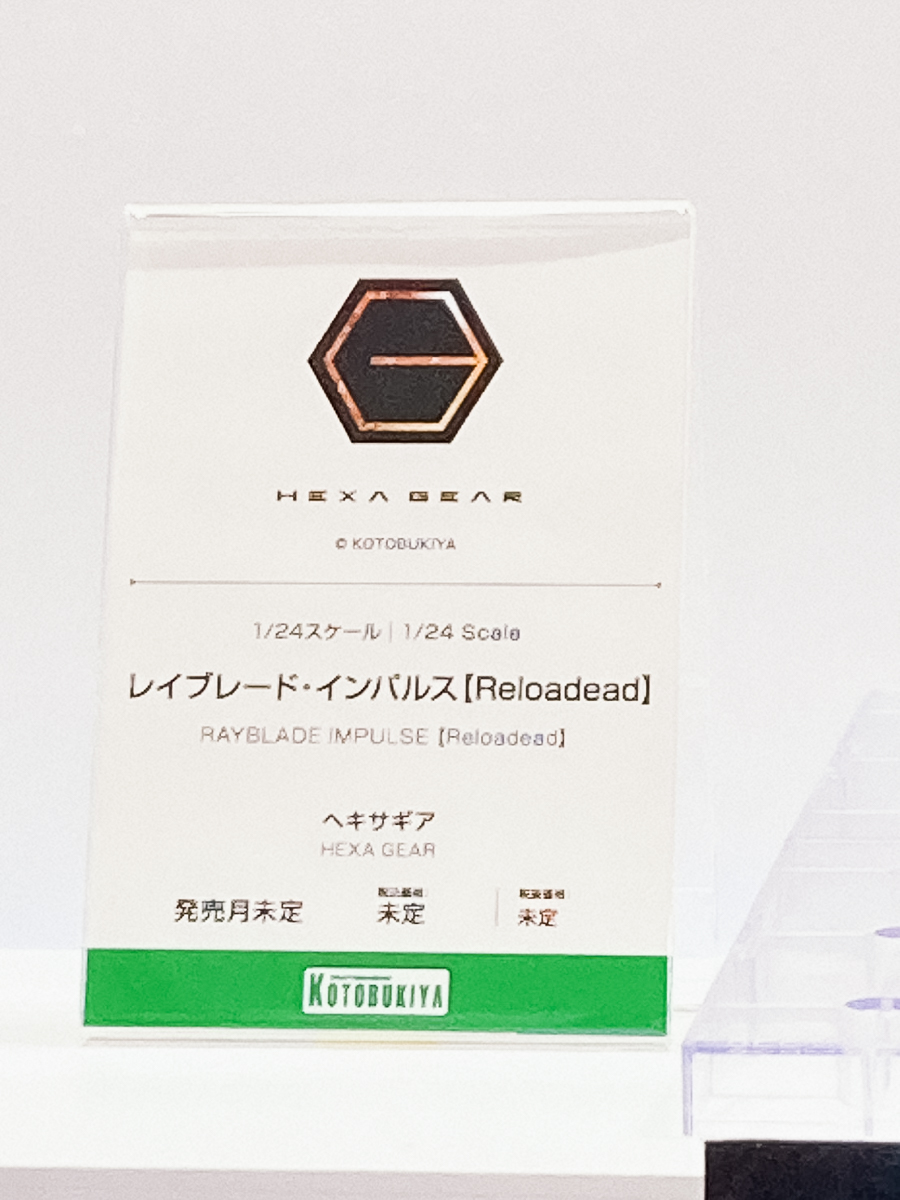 HEXA GEAR
© KOTOBUKIYA
1/24スケール | 1/24 Scale
レイブレード・インパルス【Reloadead】
RAYBLADE IMPULSE【Reloadead】
ヘキサギア
HEXA GEAR
発売月未定 未定 未定
KOTOBUKIYA